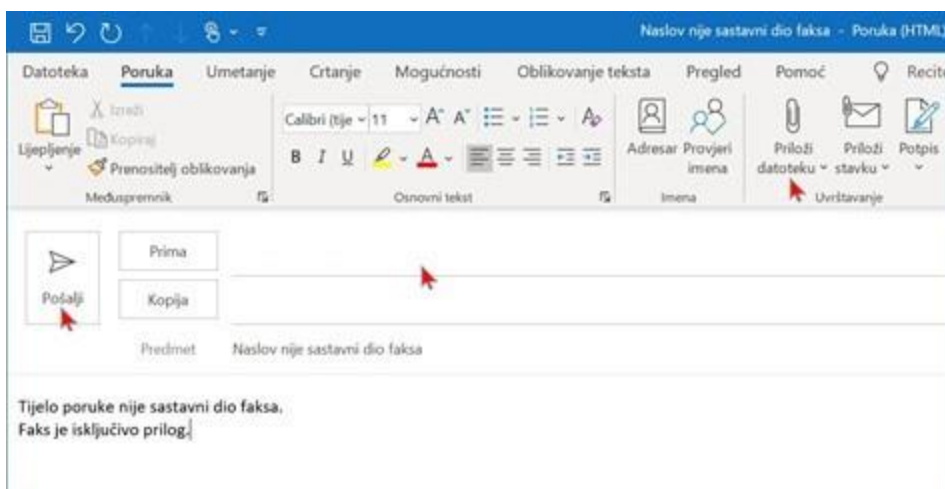 Naslov nije sastavni dio faksa - Poruka (HTML)
Datoteka Poruka Umetanje Crtanje Mogućnosti Oblikovanje teksta Pregled Pomoć Recite
Lijepljenje
Izreži
Kopiraj
Prenositelj oblikovanja
Međuspremnik
Calibri (tije 11
B I U
Osnovni tekst
Adresar
Provjeri
imena
Imena
Priloži
datoteku
Priloži
stavku
Potpis
Uvrštavanje
Pošalji
Prima
Kopija
Predmet Naslov nije sastavni dio faksa
Tijelo poruke nije sastavni dio faksa.
Faks je isključivo prilog.